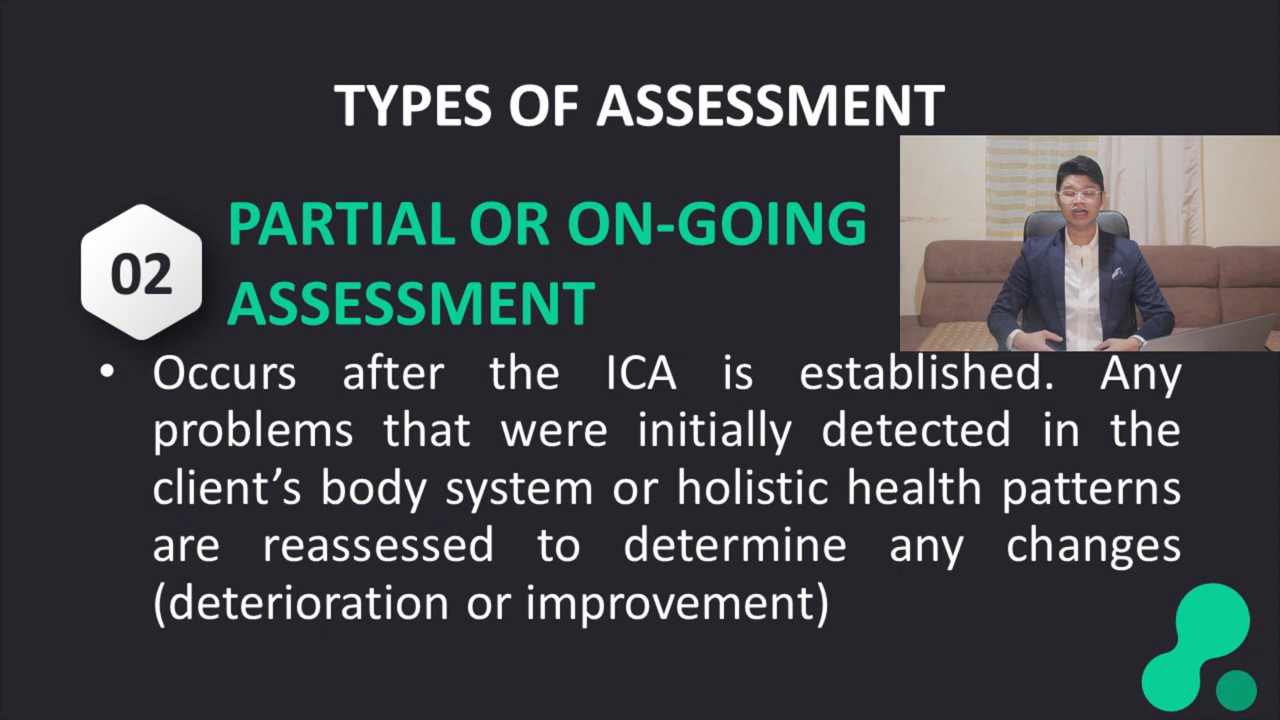 TYPES OF ASSESSMENT
02
PARTIAL OR ON-GOING
ASSESSMENT
• Occurs after the ICA is established. Any
problems that were initially detected in the
client’s body system or holistic health patterns
are reassessed to determine any changes
(deterioration or improvement)